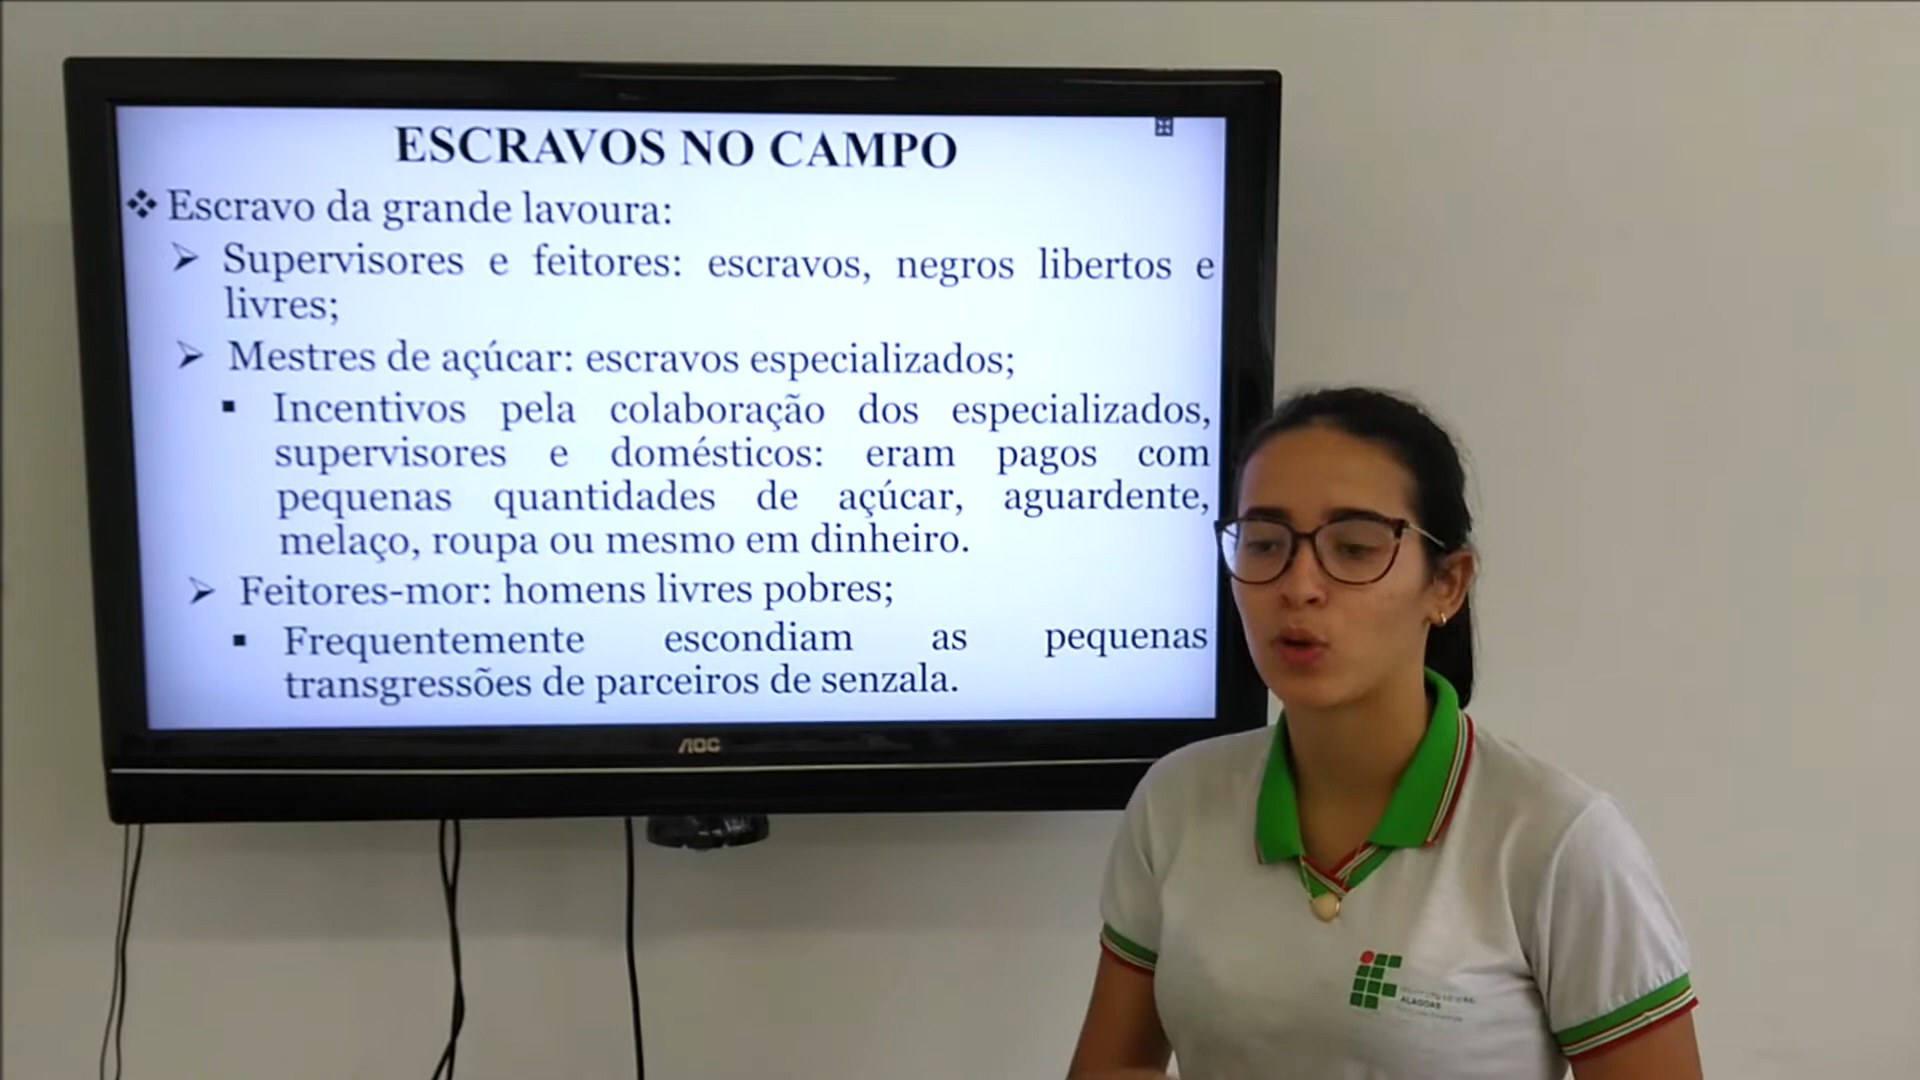 ESCRAVOS NO CAMPO
Escravo da grande lavoura:
Supervisores e feitores: escravos, negros libertos e
livres;
Mestres de açúcar: escravos especializados;
Incentivos pela colaboração dos especializados,
supervisores e domésticos: eram pagos com
pequenas quantidades de açúcar, aguardente,
melaço, roupa ou mesmo em dinheiro.
Feitores-mor: homens livres pobres;
Frequentemente escondiam as pequenas
transgressões de parceiros de senzala.
AOC
ALAGOAS